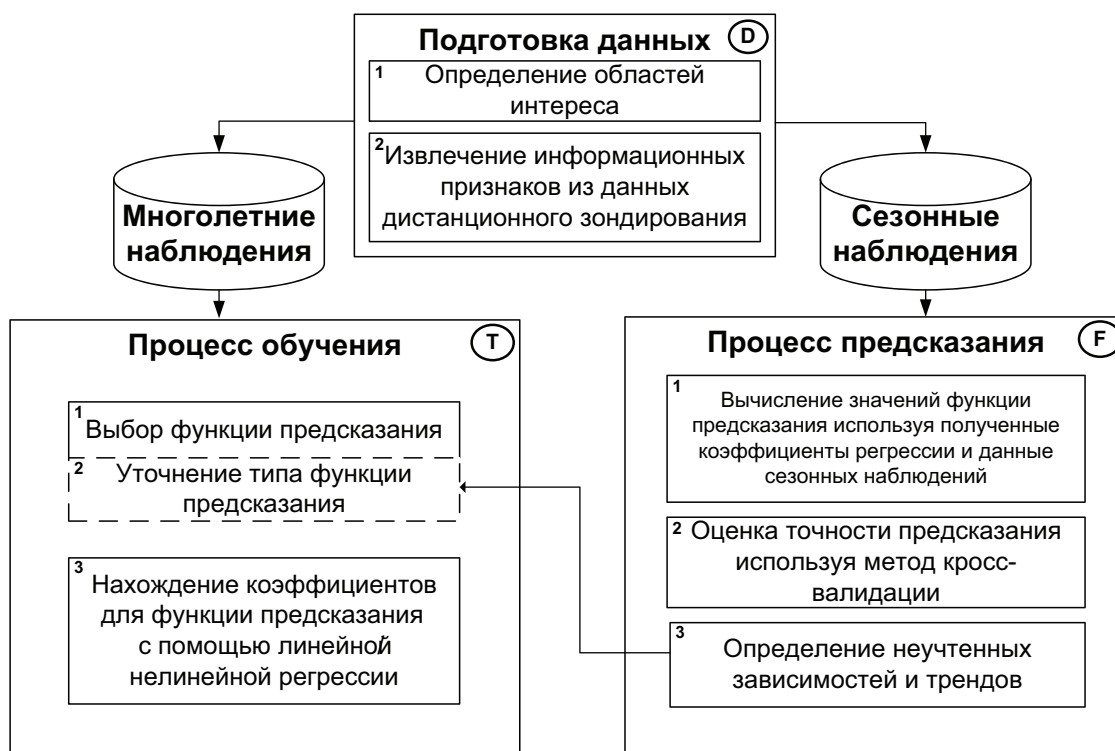 Подготовка данных
D
1
Определение областей
интереса
2
Извлечение информационных
признаков из данных
дистанционного зондирования
Многолетние
наблюдения
Сезонные
наблюдения
Процесс обучения
T
1
Выбор функции предсказания
2
Уточнение типа функции
предсказания
3
Нахождение коэффициентов
для функции предсказания
с помощью линейной/
нелинейной регрессии
Процесс предсказания
F
1
Вычисление значений функции
предсказания используя полученные
коэффициенты регрессии и данные
сезонных наблюдений
2
Оценка точности предсказания
используя метод кросс-
валидации
3
Определение неучтенных
зависимостей и трендов